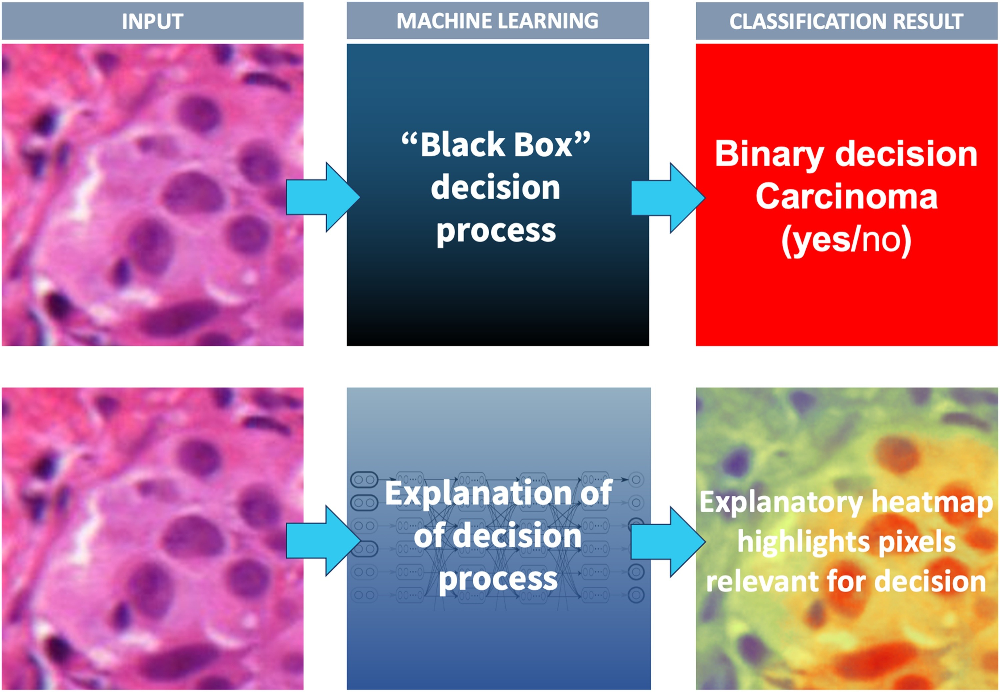 INPUT
MACHINE LEARNING
CLASSIFICATION RESULT
“Black Box”
decision
process
Binary decision
Carcinoma
(yes/no)
Explanation of
of decision
process
Explanatory heatmap
highlights pixels
relevant for decision